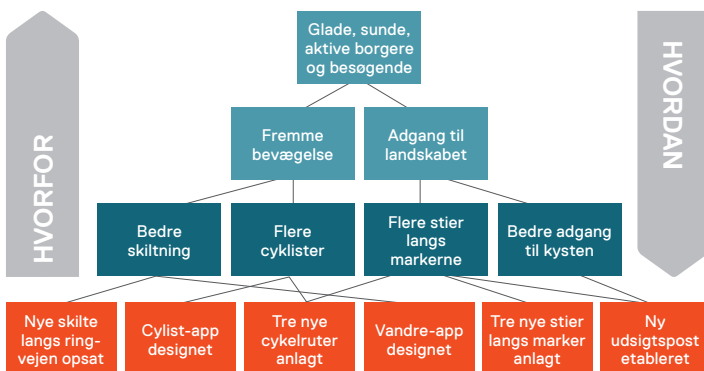 Glade, sunde,
aktive borgere
og besøgende
HVORFOR
HVORDAN
Fremme
bevægelse
Adgang til
landskabet
Bedre
skiltning
Flere
cyklister
Flere stier
langs
markerne
Bedre adgang
til kysten
Nye skilte
langs ring-
vejen opsat
Cylist-app
designet
Tre nye
cykelruter
anlagt
Vandre-app
designet
Tre nye stier
langs marker
anlagt
Ny
udsigtspost
etableret